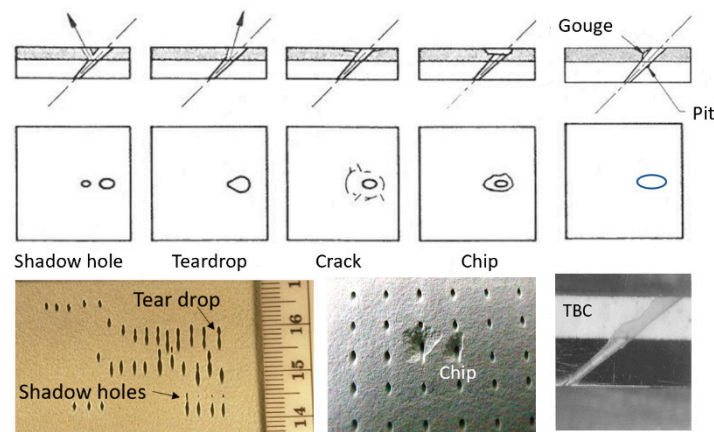 Gouge
Pit
Shadow hole
Teardrop
Crack
Chip
Tear drop
Shadow holes
16
15
14
Chip
TBC